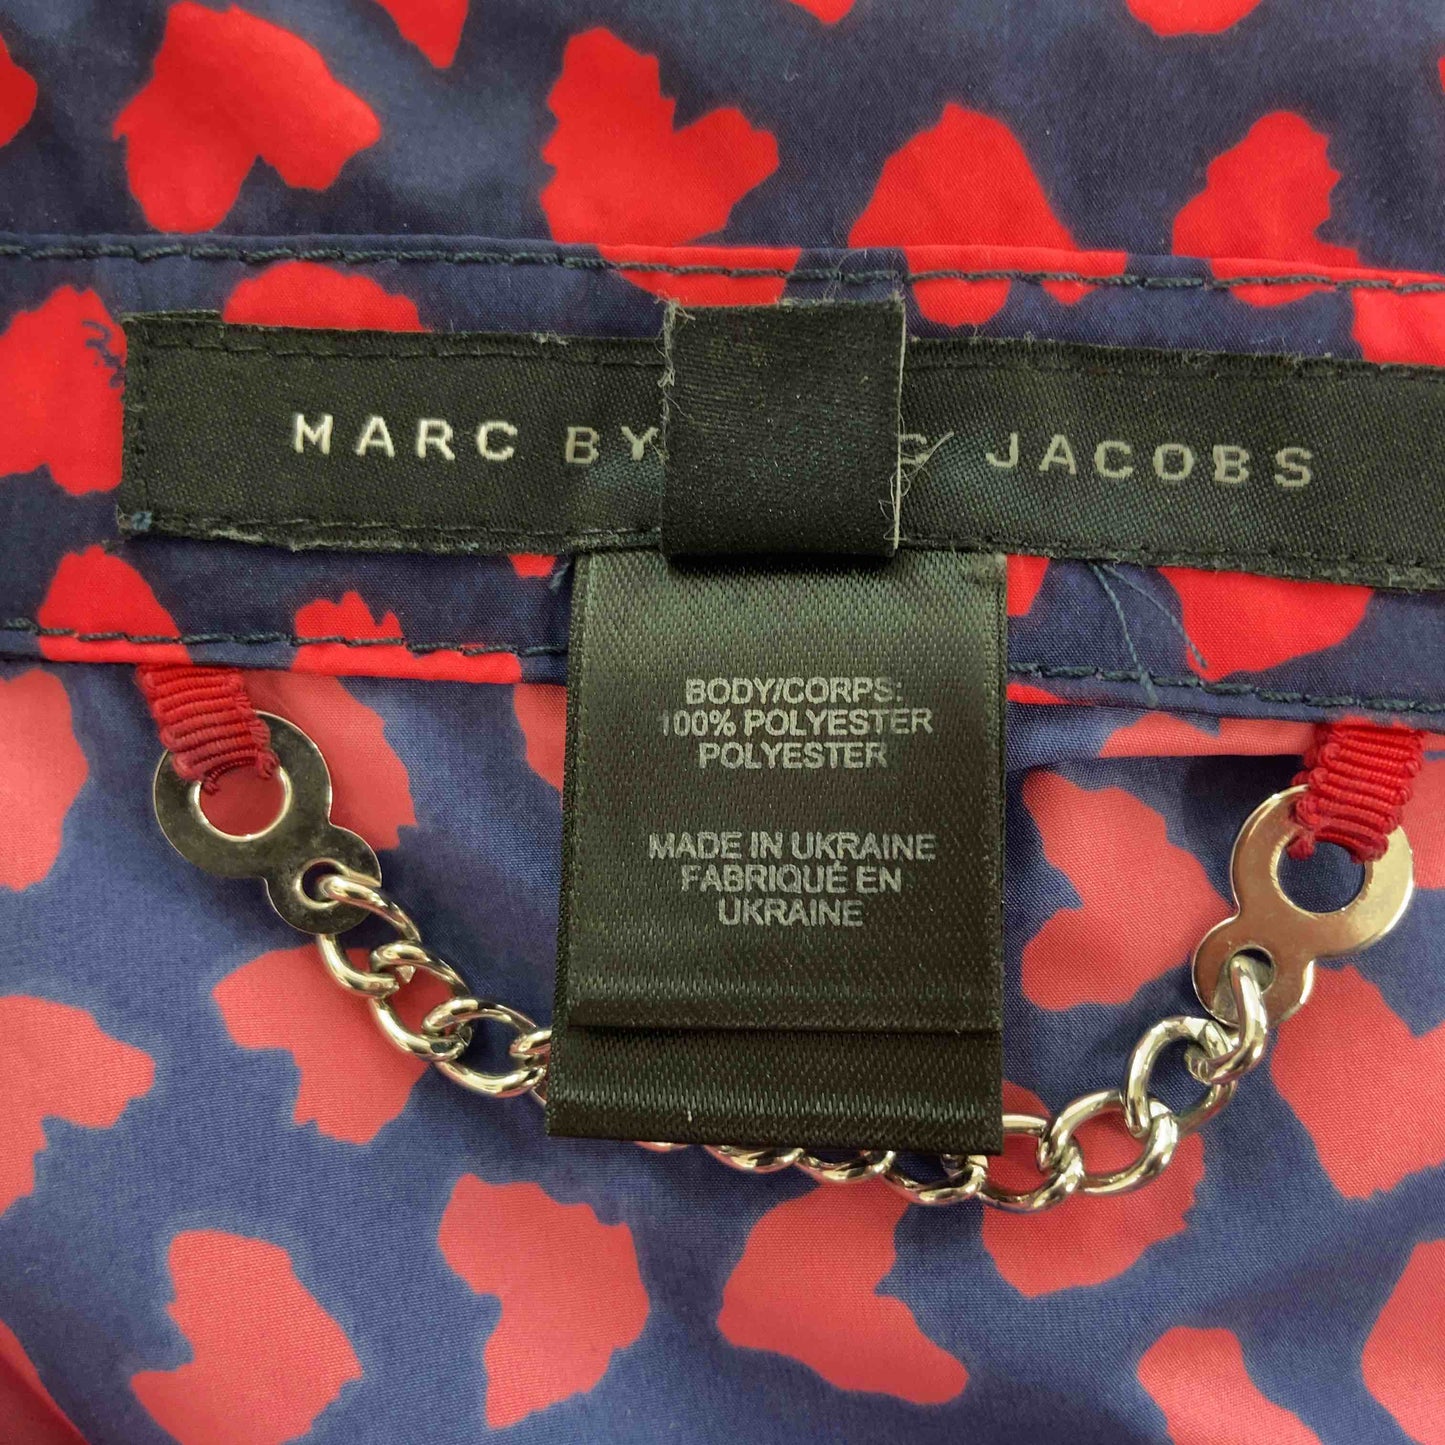 MARC BY JACOBS
BODY/CORPS:
100% POLYESTER
POLYESTER
MADE IN UKRAINE
FABRIQUÉ EN
UKRAINE